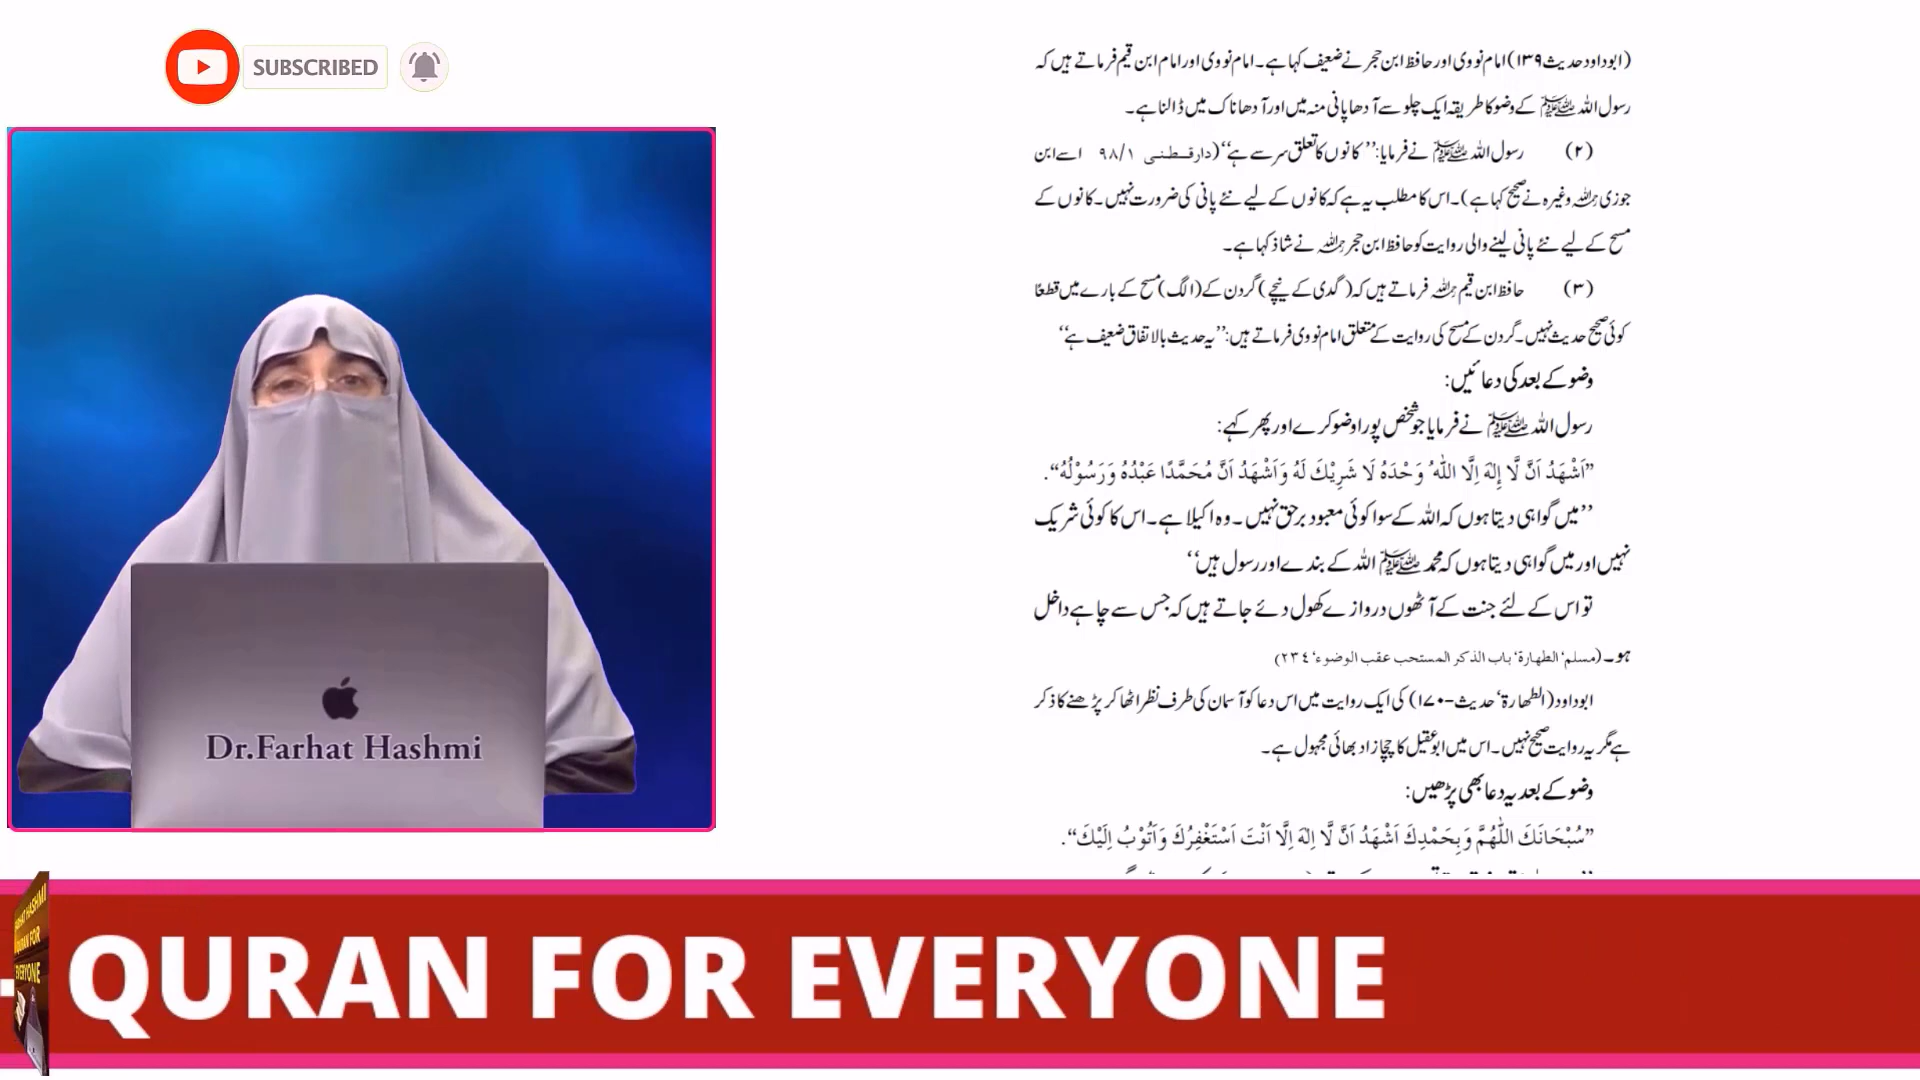 SUBSCRIBED
(ابوداود حدیث ۱۳۹) امام نووی اور حافظ ابن حجر نے ضعیف کہا ہے۔ امام نووی اور امام ابن قیم فرماتے ہیں کہ
رسول اللہ ﷺ کے وضو کا طریقہ ایک چلو سے آدھا پانی منہ میں اور آدھا ناک میں ڈالنا ہے۔
(۲) رسول اللہ ﷺ نے فرمایا: ’’کانوں کا تعلق سر سے ہے‘‘ (دارقطنی ۹۸/۱ اسے ابن
جوزی رحمہ اللہ وغیرہ نے صحیح کہا ہے)۔ اس کا مطلب یہ ہے کہ کانوں کے لیے نئے پانی کی ضرورت نہیں۔ کانوں کے
مسح کے لیے نئے پانی لینے والی روایت کو حافظ ابن حجر رحمہ اللہ نے شاذ کہا ہے۔
(۳) حافظ ابن قیم رحمہ اللہ فرماتے ہیں کہ (گدی کے نیچے) گردن کے (الگ) مسح کے بارے میں قطعًا
کوئی صحیح حدیث نہیں۔ گردن کے مسح کی روایت کے متعلق امام نووی فرماتے ہیں: ’’یہ حدیث بالاتفاق ضعیف ہے‘‘
وضو کے بعد کی دعائیں:
رسول اللہ ﷺ نے فرمایا جو شخص پورا وضو کرے اور پھر کہے:
”اَشْهَدُ اَنْ لَّا اِلٰهَ اِلَّا اللّٰهُ وَحْدَهُ لَا شَرِيْكَ لَهُ وَاَشْهَدُ اَنَّ مُحَمَّدًا عَبْدُهُ وَرَسُوْلُهُ“.
’’میں گواہی دیتا ہوں کہ اللہ کے سوا کوئی معبود برحق نہیں۔ وہ اکیلا ہے۔ اس کا کوئی شریک
نہیں اور میں گواہی دیتا ہوں کہ محمد ﷺ اللہ کے بندے اور رسول ہیں‘‘
تو اس کے لئے جنت کے آٹھوں دروازے کھول دئے جاتے ہیں کہ جس سے چاہے داخل
ہو۔ (مسلم‘ الطهارة‘ باب الذكر المستحب عقب الوضوء‘ ٢٣٤)
ابوداود (الطهارة‘ حدیث-۱۷۰) کی ایک روایت میں اس دعا کو آسمان کی طرف نظر اٹھا کر پڑھنے کا ذکر
ہے مگر یہ روایت صحیح نہیں۔ اس میں ابو عقیل کا چچازاد بھائی مجہول ہے۔
وضو کے بعد یہ دعا بھی پڑھیں:
”سُبْحَانَكَ اللّٰهُمَّ وَبِحَمْدِكَ اَشْهَدُ اَنْ لَّا اِلٰهَ اِلَّا اَنْتَ اَسْتَغْفِرُكَ وَاَتُوْبُ اِلَيْكَ“.
Dr.Farhat Hashmi
QURAN FOR EVERYONE